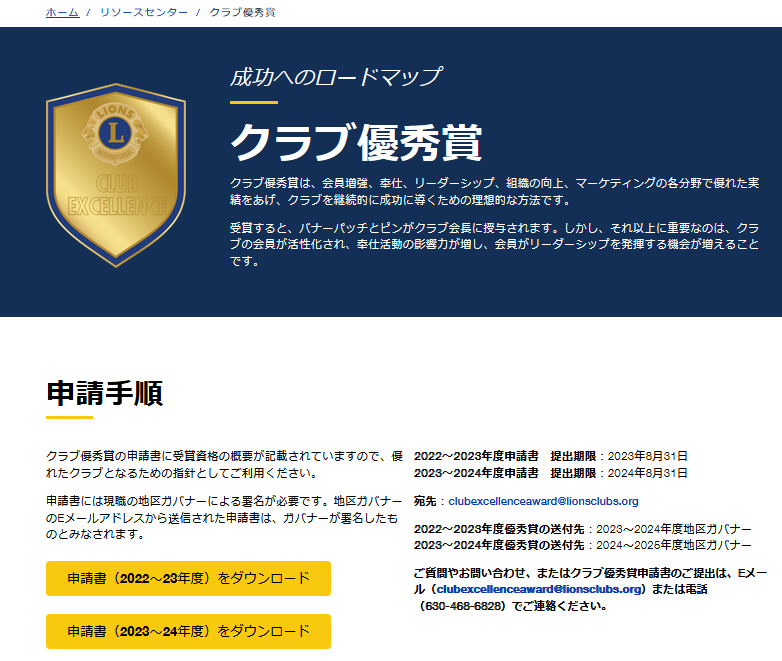 ホーム / リソースセンター / クラブ優秀賞
成功へのロードマップ
クラブ優秀賞
クラブ優秀賞は、会員増強、奉仕、リーダーシップ、組織の向上、マーケティングの各分野で優れた実
績をあげ、クラブを継続的に成功に導くための理想的な方法です。
受賞すると、バナーパッチとピンがクラブ会長に授与されます。しかし、それ以上に重要なのは、クラ
ブの会員が活性化され、奉仕活動の影響力が増し、会員がリーダーシップを発揮する機会が増えること
です。
LIONS
L
INTERNATIONAL
CLUB
EXCELLENCE
申請手順
クラブ優秀賞の申請書に受賞資格の概要が記載されていますので、優
れたクラブとなるための指針としてご利用ください。
申請書には現職の地区ガバナーによる署名が必要です。地区ガバナー
のEメールアドレスから送信された申請書は、ガバナーが署名したも
のとみなされます。
申請書（2022～23年度）をダウンロード
申請書（2023～24年度）をダウンロード
2022～2023年度申請書　提出期限：2023年8月31日
2023～2024年度申請書　提出期限：2024年8月31日
宛先：clubexcellenceaward@lionsclubs.org
2022～2023年度優秀賞の送付先：2023～2024年度地区ガバナー
2023～2024年度優秀賞の送付先：2024～2025年度地区ガバナー
ご質問やお問い合わせ、またはクラブ優秀賞申請書のご提出は、Eメー
ル（clubexcellenceaward@lionsclubs.org）または電話
（630-468-6828）でご連絡ください。